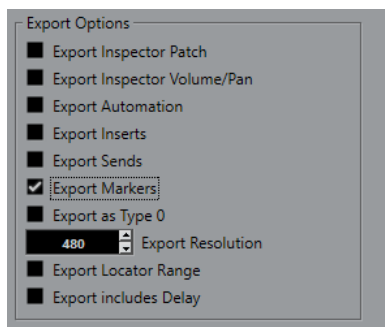 Export Options
Export Inspector Patch
Export Inspector Volume/Pan
Export Automation
Export Inserts
Export Sends
Export Markers
Export as Type 0
480 Export Resolution
Export Locator Range
Export includes Delay